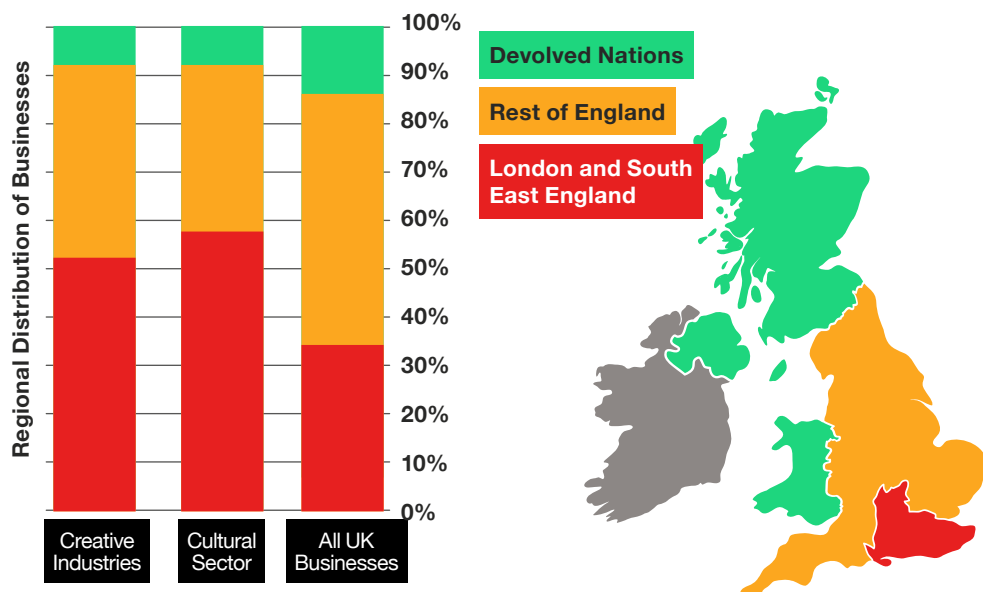 Regional Distribution of Businesses
100%
90%
80%
70%
60%
50%
40%
30%
20%
10%
0%
Creative
Industries
Cultural
Sector
All UK
Businesses
Devolved Nations
Rest of England
London and South
East England